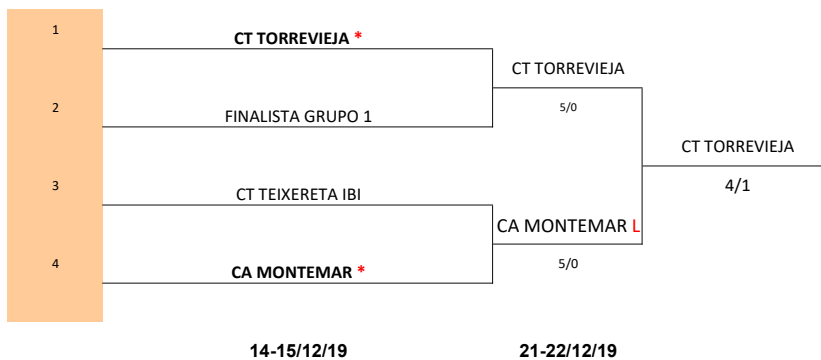 1
CT TORREVIEJA *
CT TORREVIEJA
2
FINALISTA GRUPO 1
5/0
CT TORREVIEJA
3
CT TEIXERETA IBI
4/1
CA MONTEMAR L
4
CA MONTEMAR *
5/0
14-15/12/19
21-22/12/19